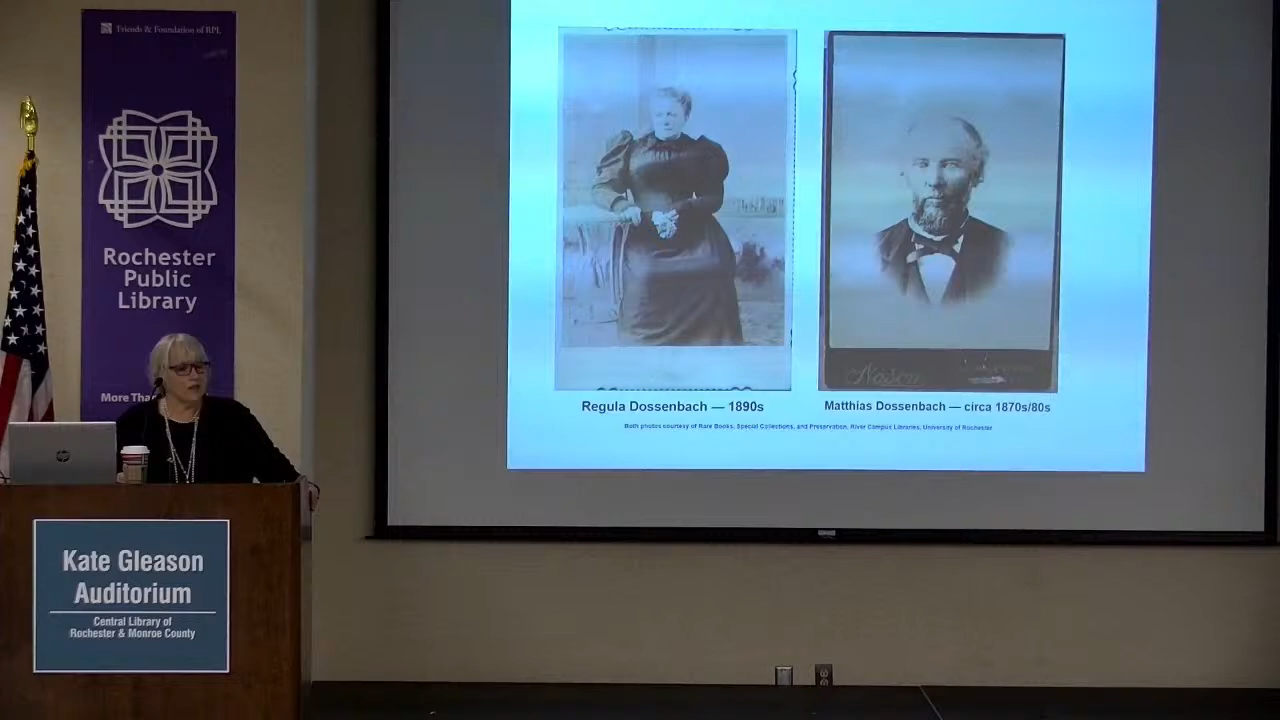 Friends & Foundation of RPL
Rochester
Public
Library
Kate Gleason
Auditorium
Central Library of
Rochester & Monroe County
hp
Regula Dossenbach — 1890s
Matthias Dossenbach — circa 1870s/80s
Both photos courtesy of Rare Books, Special Collections, and Preservation, River Campus Libraries, University of Rochester